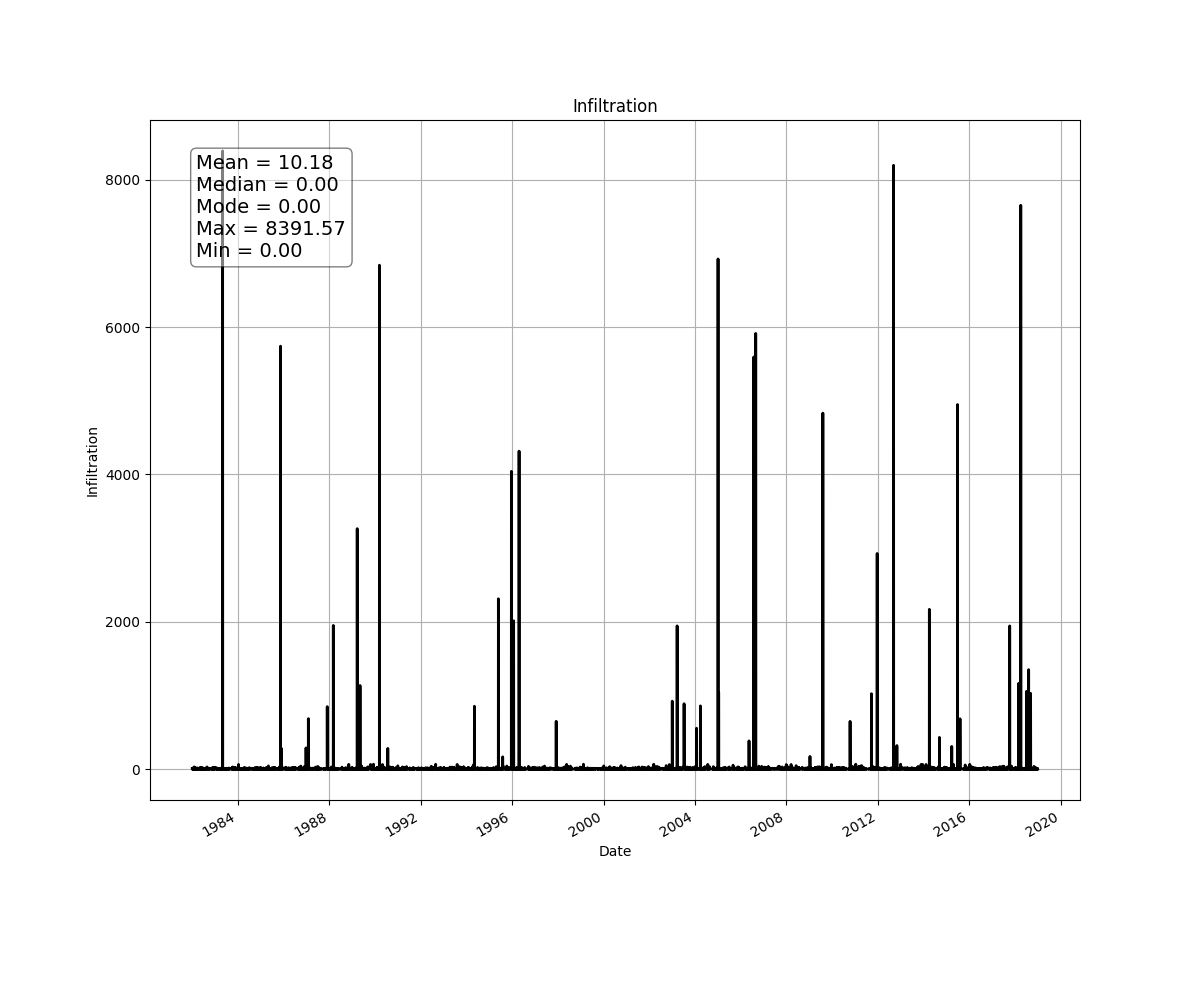 Infiltration
Mean = 10.18
Median = 0.00
Mode = 0.00
Max = 8391.57
Min = 0.00
8000
6000
4000
2000
0
Infiltration
1984
1988
1992
1996
2000
2004
2008
2012
2016
2020
Date